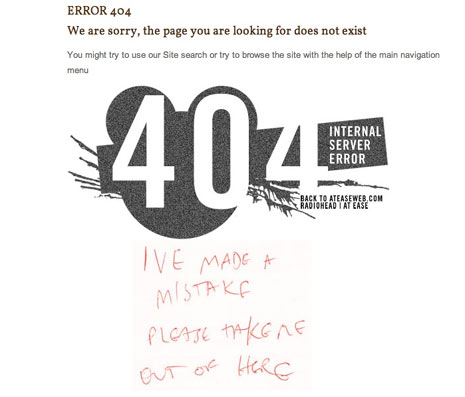 ERROR 404
We are sorry, the page you are looking for does not exist
You might try to use our Site search or try to browse the site with the help of the main navigation
menu
404
INTERNAL
SERVER
ERROR
BACK TO ATEASEWEB.COM
RADIOHEAD | AT EASE
IVE MADE A
MISTAKE
PLEASE TAKE ME
OUT OF HERE